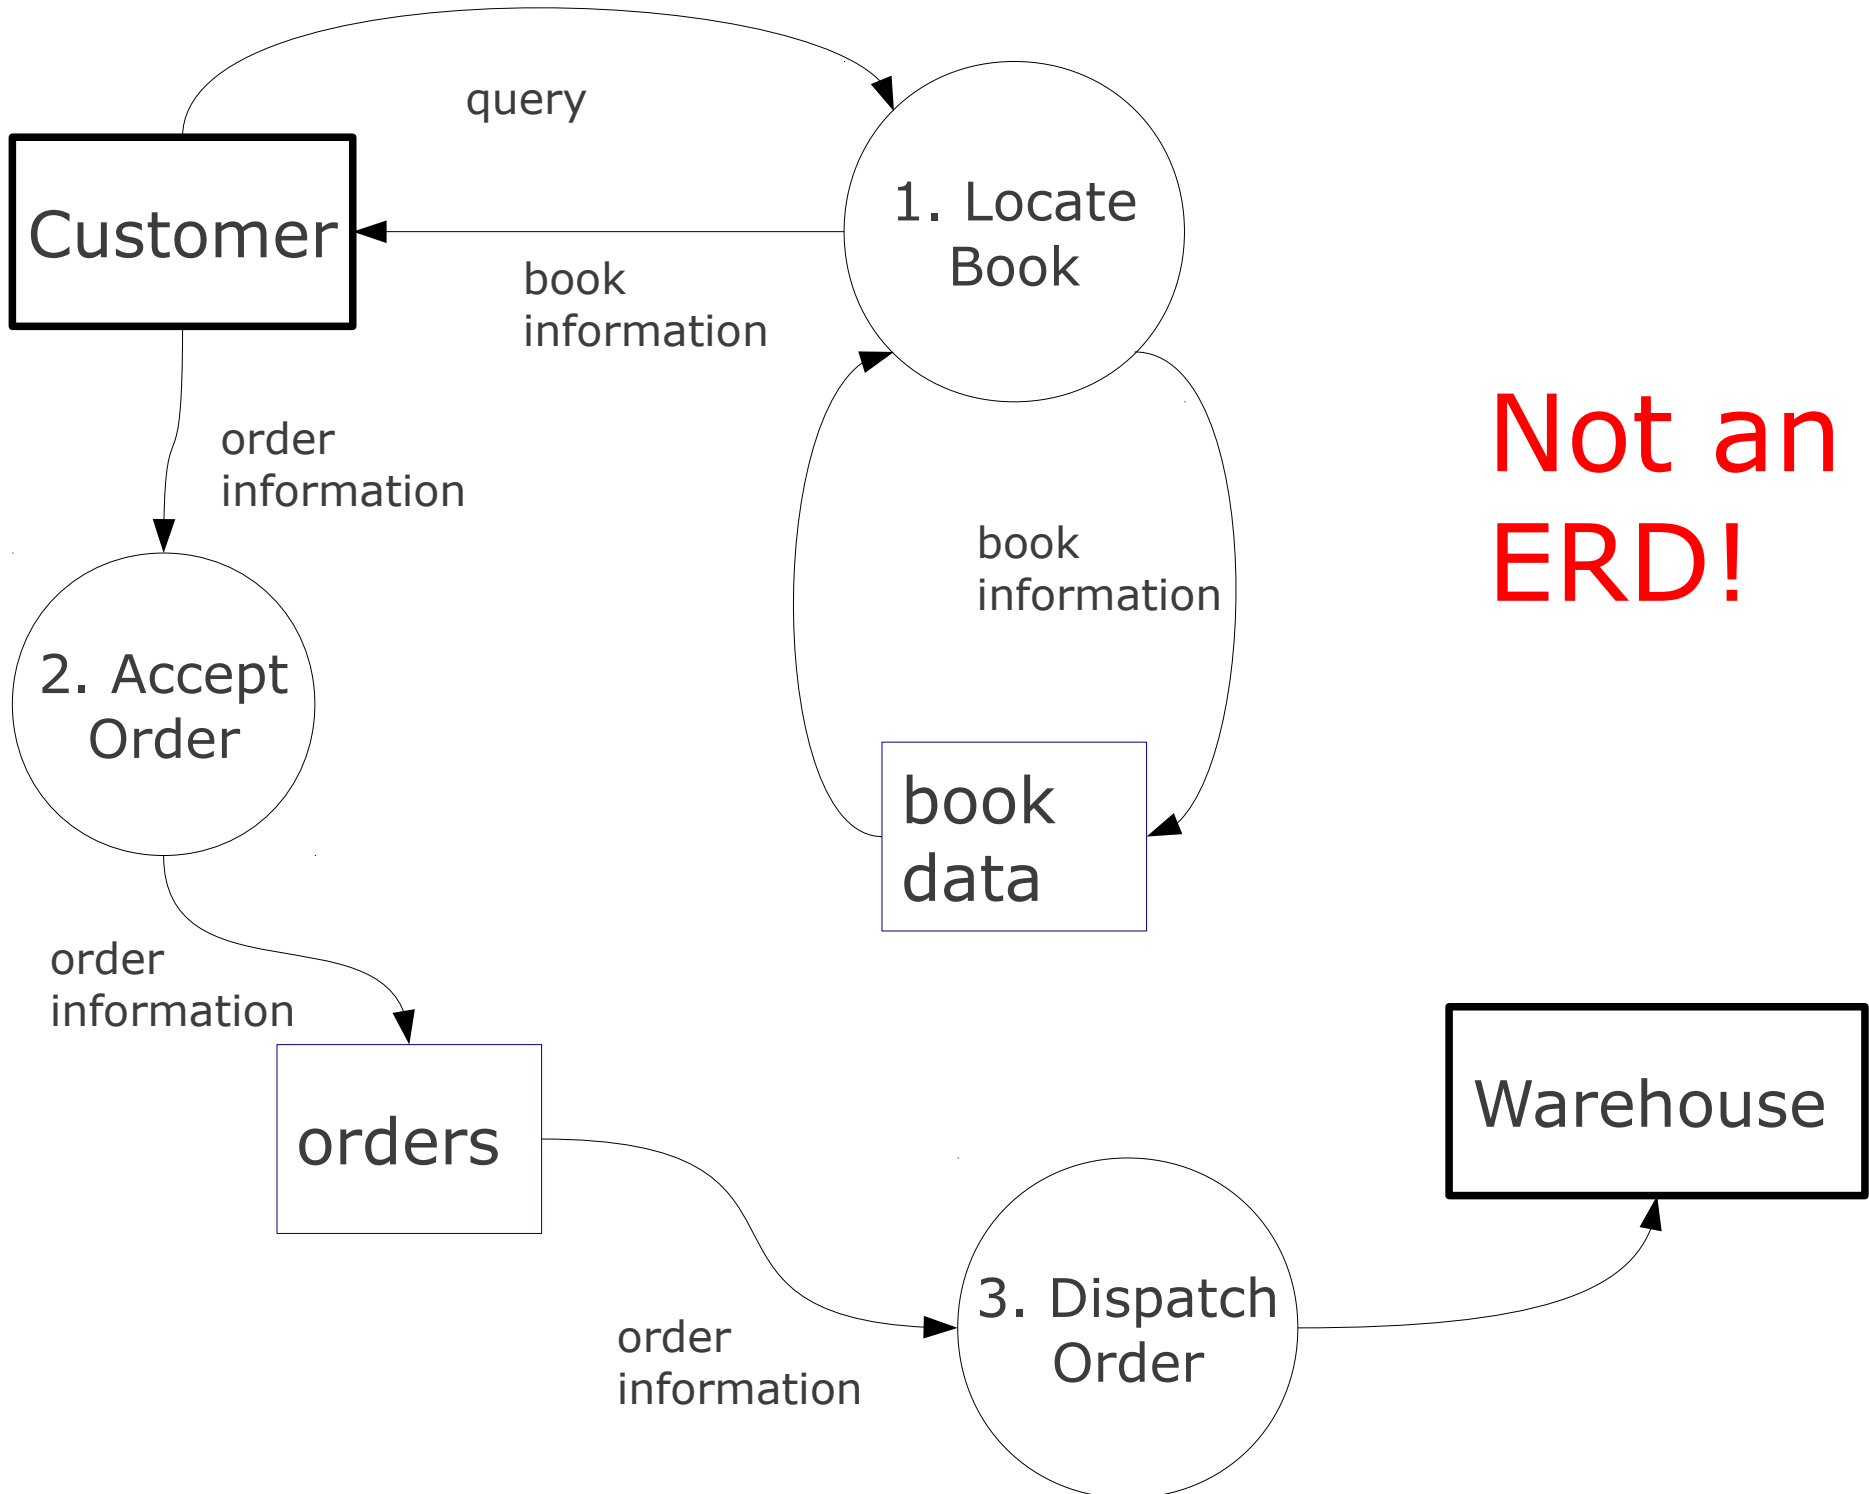 query
Customer
1. Locate
Book
book
information
order
information
Not an
ERD!
book
information
2. Accept
Order
book
data
order
information
orders
Warehouse
3. Dispatch
Order
order
information